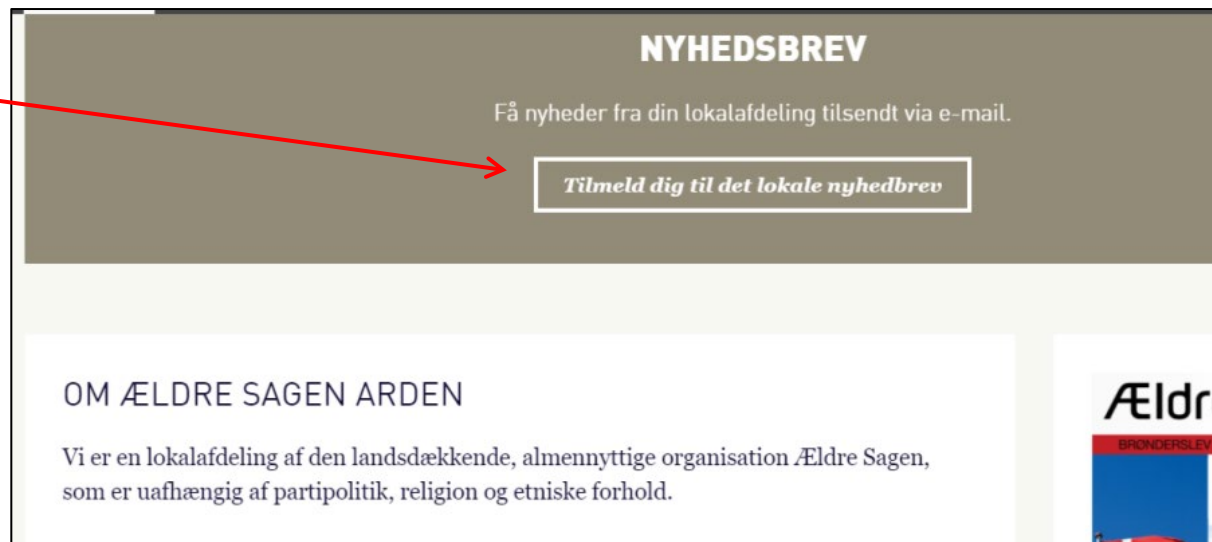 NYHEDSBREV
Få nyheder fra din lokalafdeling tilsendt via e-mail.
Tilmeld dig til det lokale nyhedbrev
OM ÆLDRE SAGEN ARDEN
Vi er en lokalafdeling af den landsdækkende, almennyttige organisation Ældre Sagen,
som er uafhængig af partipolitik, religion og etniske forhold.
Ældr
BRØNDERSLEV